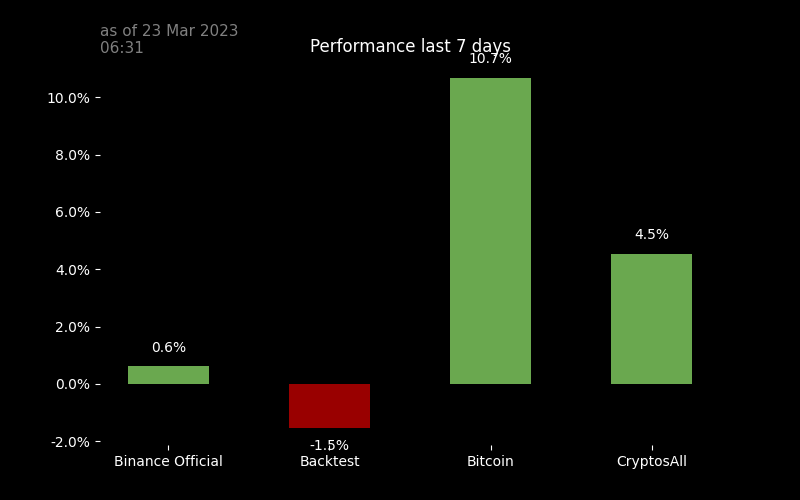 as of 23 Mar 2023
06:31
Performance last 7 days
10.7%
10.0%
8.0%
6.0%
4.5%
4.0%
2.0%
0.6%
0.0%
-2.0%
-1.5%
Binance Official
Backtest
Bitcoin
CryptosAll